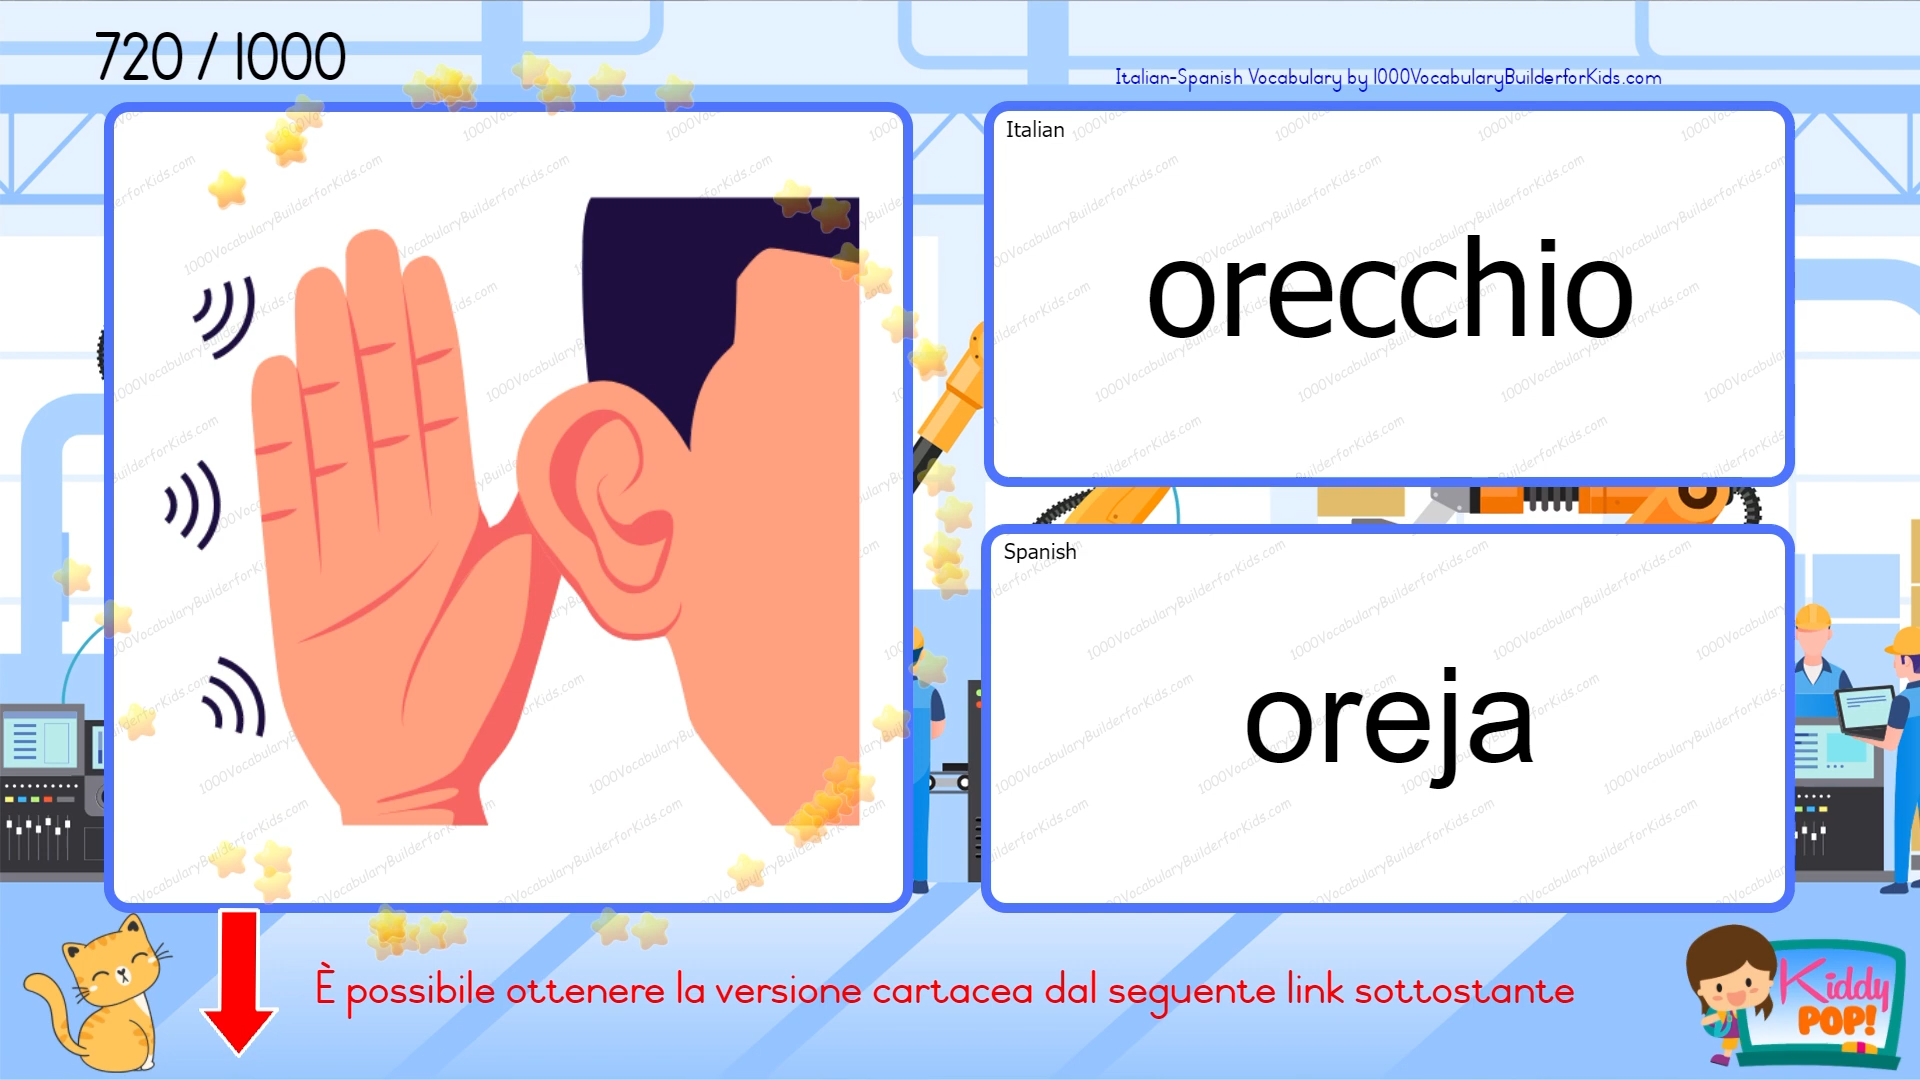 720 / 1000
Italian-Spanish Vocabulary by 1000VocabularyBuilderforKids.com
Italian
orecchio
Spanish
oreja
È possibile ottenere la versione cartacea dal seguente link sottostante
Kiddy
POP!